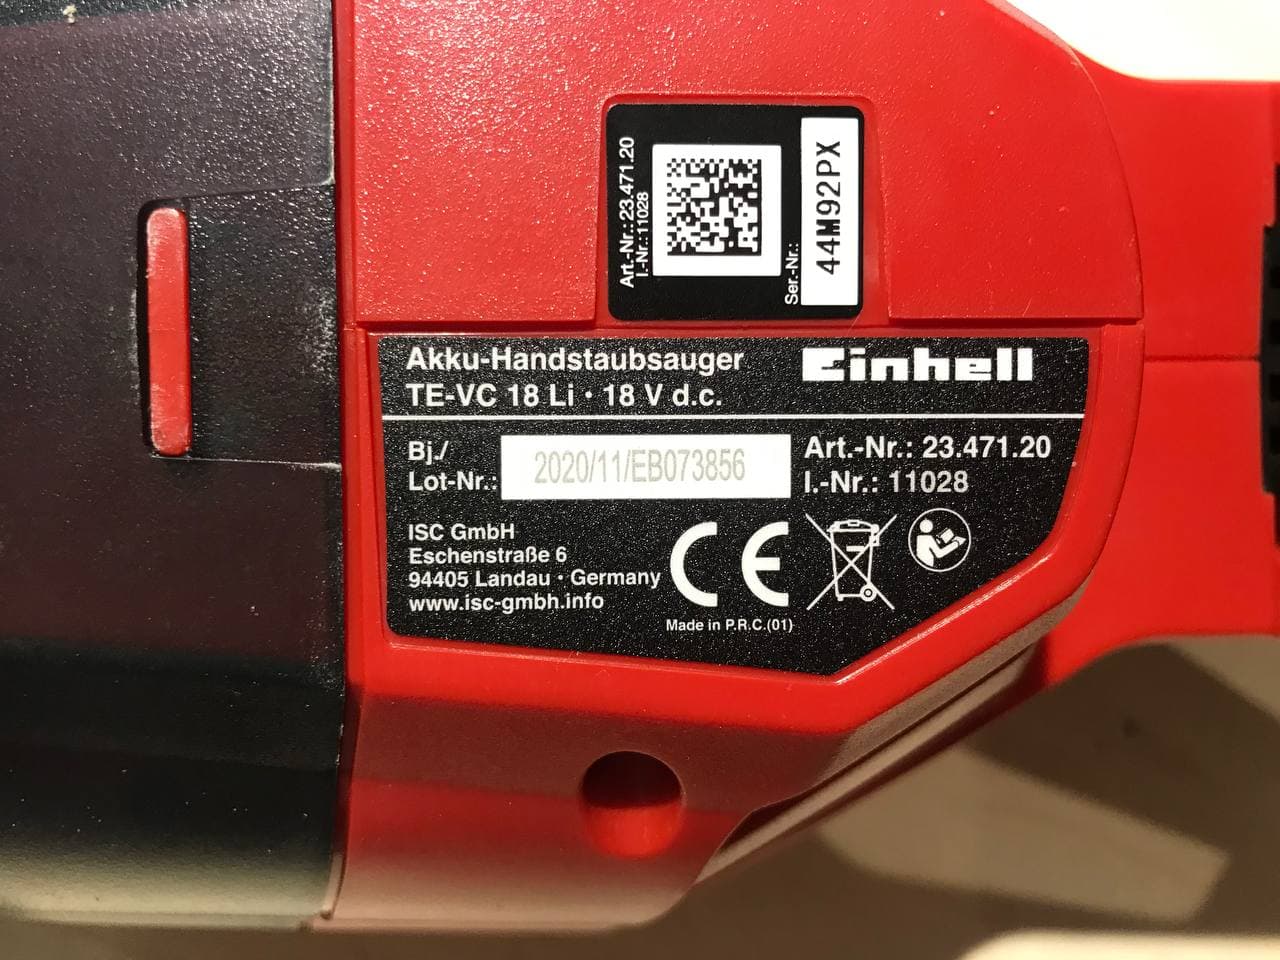 Art.-Nr.: 23.471.20
I.-Nr.: 11028
Ser.-Nr.:
44M92PX
Akku-Handstaubsauger
TE-VC 18 Li • 18 V d.c.
Einhell
Bj./
Lot-Nr.: 2020/11/EB073856
Art.-Nr.: 23.471.20
I.-Nr.: 11028
ISC GmbH
Eschenstraße 6
94405 Landau • Germany
www.isc-gmbh.info
CE
Made in P.R.C.(01)